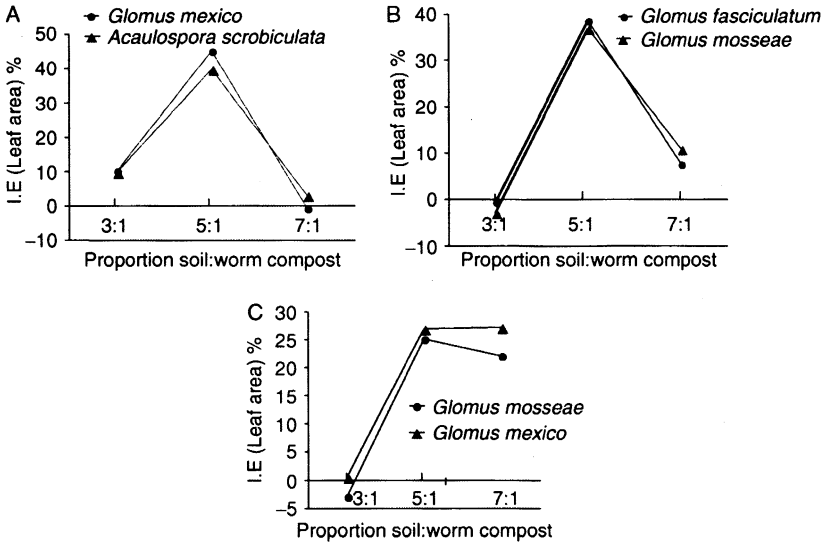 A
Glomus mexico
Acaulospora scrobiculata
I.E (Leaf area) %
50
40
30
20
10
0
−10
3:1 5:1 7:1
Proportion soil:worm compost
B
Glomus fasciculatum
Glomus mosseae
I.E (Leaf area) %
40
30
20
10
0
−10
3:1 5:1 7:1
Proportion soil:worm compost
C
I.E (Leaf area) %
30
25
20
15
10
5
0
−5
Glomus mosseae
Glomus mexico
3:1 5:1 7:1
Proportion soil:worm compost